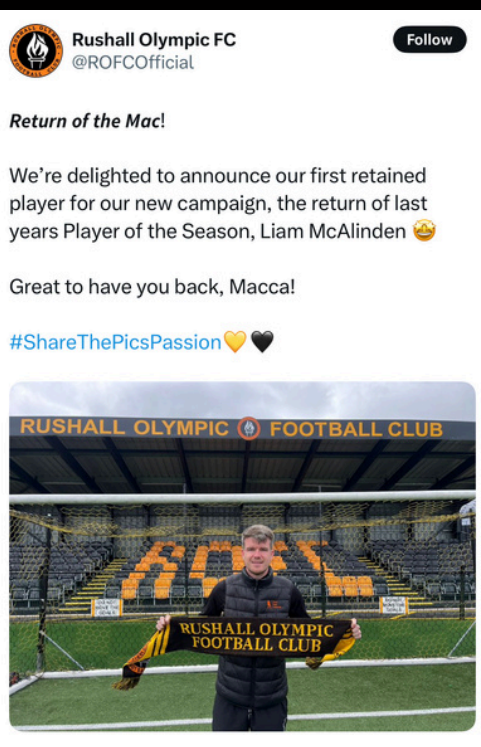 Rushall Olympic FC
@ROFCOfficial
Follow
Return of the Mac!
We’re delighted to announce our first retained
player for our new campaign, the return of last
years Player of the Season, Liam McAlinden 🤩
Great to have you back, Macca!
#ShareThePicsPassion💛🖤
RUSHALL OLYMPIC FOOTBALL CLUB
ROFC
RUSHALL OLYMPIC
FOOTBALL CLUB